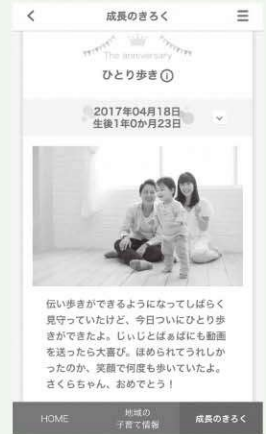 成長のきろく
The anniversary
ひとり歩き
2017年04月18日
生後1年0か月23日
伝い歩きができるようになってしばらく
見守っていたけど、今日ついにひとり歩
きができたよ。じぃじとばぁばにも動画
を送ったら大喜び。ほめられてうれしか
ったのか、笑顔で何度も歩いていたよ。
さくらちゃん、おめでとう！
HOME
地域の
子育て情報
成長のきろく